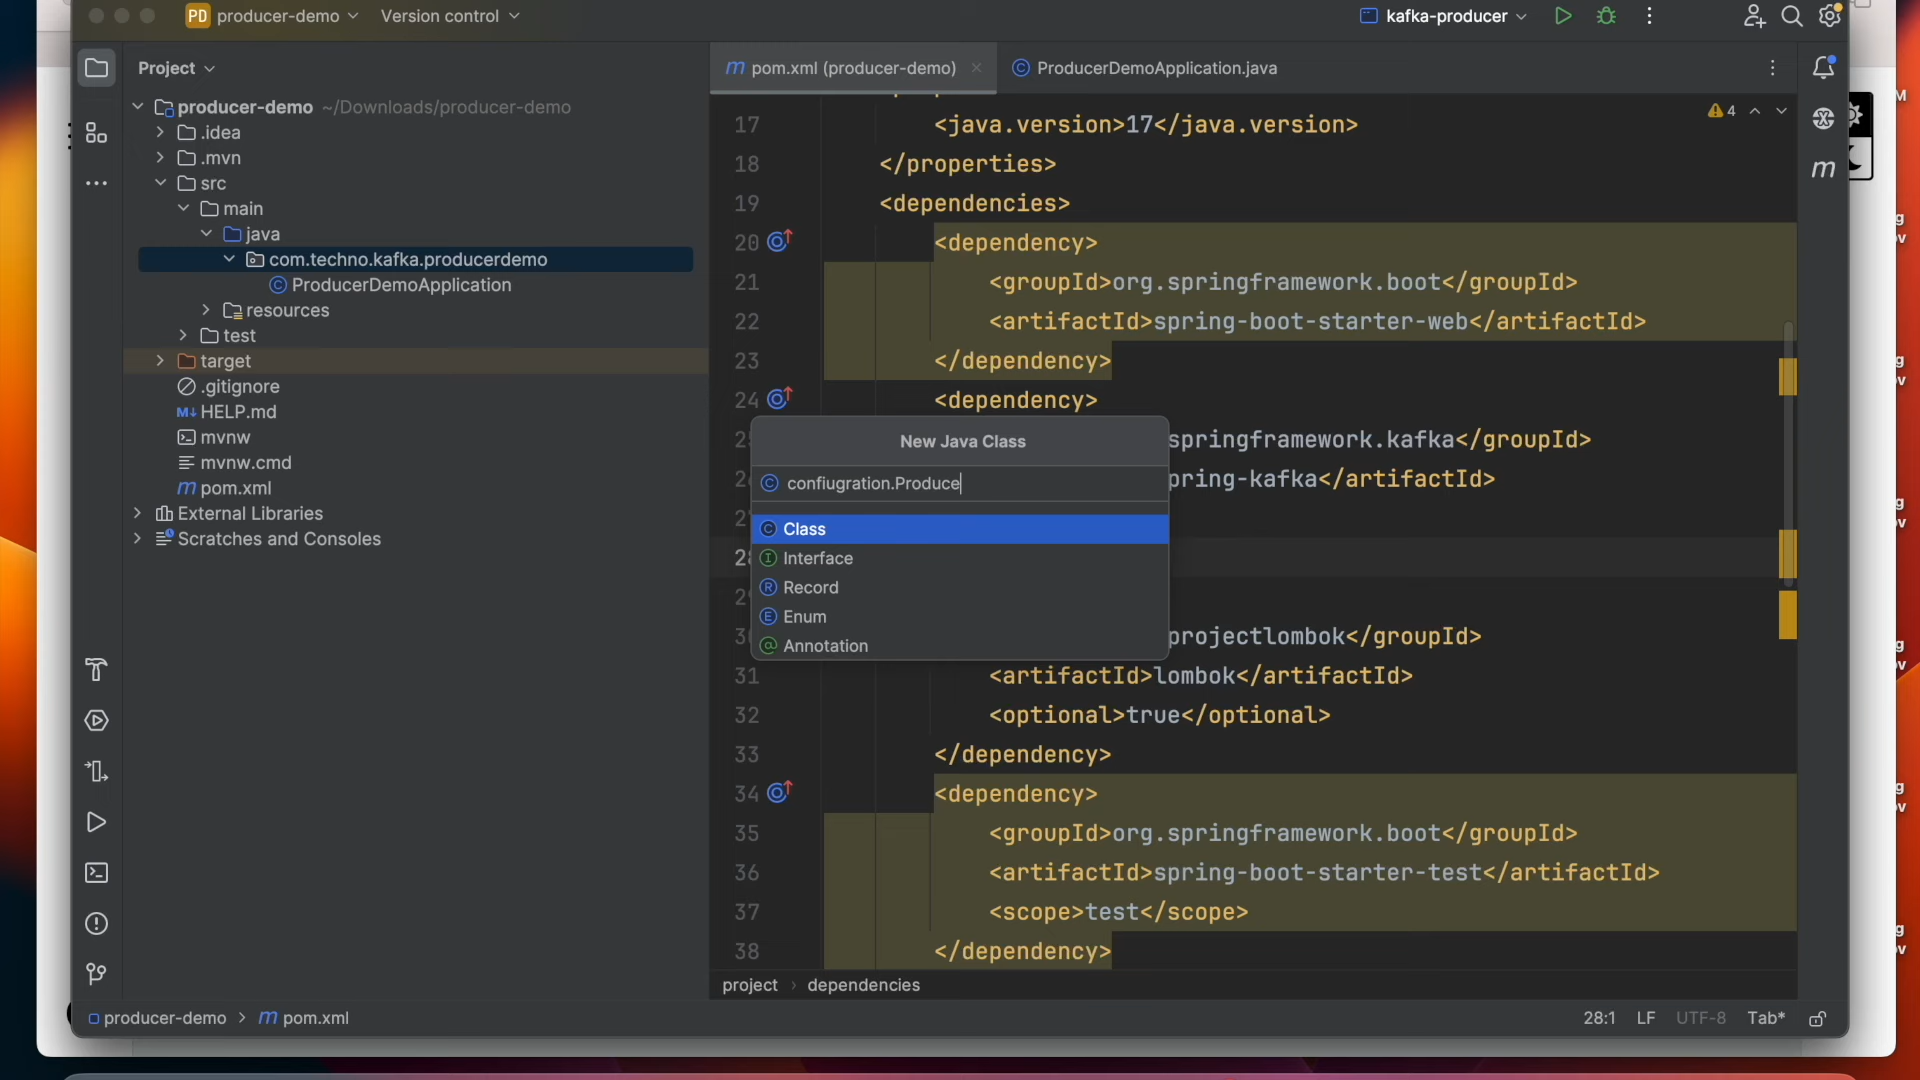 PD producer-demo Version control kafka-producer
Project
m pom.xml (producer-demo) ProducerDemoApplication.java
producer-demo ~/Downloads/producer-demo
.idea
.mvn
src
main
java
com.techno.kafka.producerdemo
ProducerDemoApplication
resources
test
target
.gitignore
M↓ HELP.md
mvnw
mvnw.cmd
m pom.xml
External Libraries
Scratches and Consoles
4
17 <java.version>17</java.version>
18 </properties>
19 <dependencies>
20 <dependency>
21 <groupId>org.springframework.boot</groupId>
22 <artifactId>spring-boot-starter-web</artifactId>
23 </dependency>
24 <dependency>
springframework.kafka</groupId>
pring-kafka</artifactId>
projectlombok</groupId>
31 <artifactId>lombok</artifactId>
32 <optional>true</optional>
33 </dependency>
34 <dependency>
35 <groupId>org.springframework.boot</groupId>
36 <artifactId>spring-boot-starter-test</artifactId>
37 <scope>test</scope>
38 </dependency>
New Java Class
confiugration.Produce
Class
Interface
Record
Enum
Annotation
m
project › dependencies
producer-demo > m pom.xml
28:1 LF UTF-8 Tab*